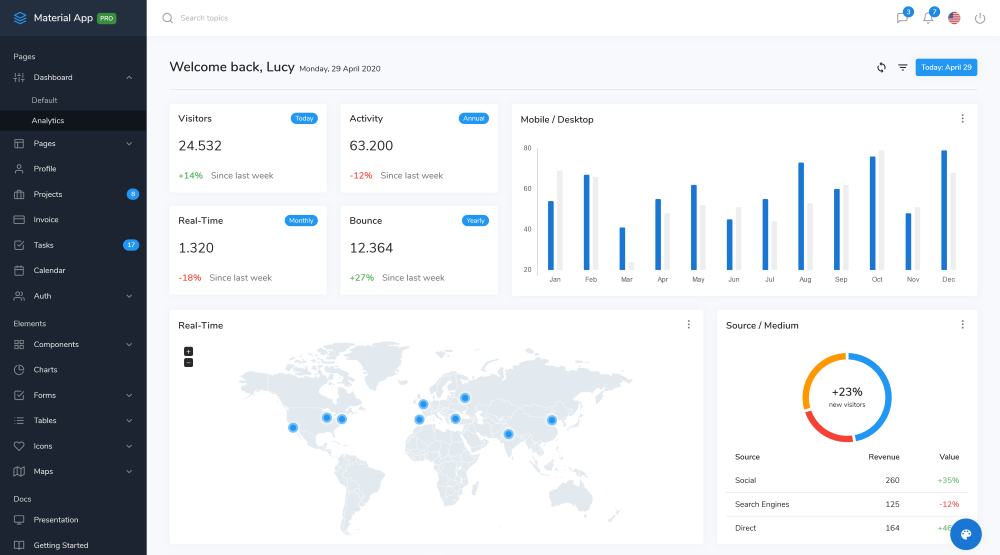 Material App PRO
Search topics
3
7
Pages
Dashboard
Default
Analytics
Pages
Profile
Projects 8
Invoice
Tasks 17
Calendar
Auth
Elements
Components
Charts
Forms
Tables
Icons
Maps
Docs
Presentation
Getting Started
Welcome back, Lucy Monday, 29 April 2020
Today: April 29
Visitors Today
24.532
+14% Since last week
Activity Annual
63.200
-12% Since last week
Real-Time Monthly
1.320
-18% Since last week
Bounce Yearly
12.364
+27% Since last week
Mobile / Desktop
80
60
40
20
Jan Feb Mar Apr May Jun Jul Aug Sep Oct Nov Dec
Real-Time
+
−
Source / Medium
+23%
new visitors
Source Revenue Value
Social 260 +35%
Search Engines 125 -12%
Direct 164